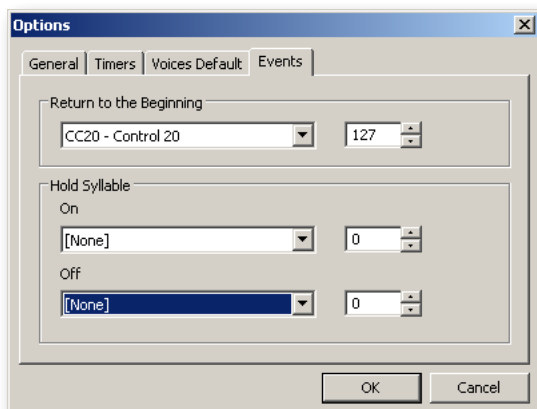 Options
General Timers Voices Default Events
Return to the Beginning
CC20 - Control 20 127
Hold Syllable
On
[None] 0
Off
[None] 0
OK Cancel